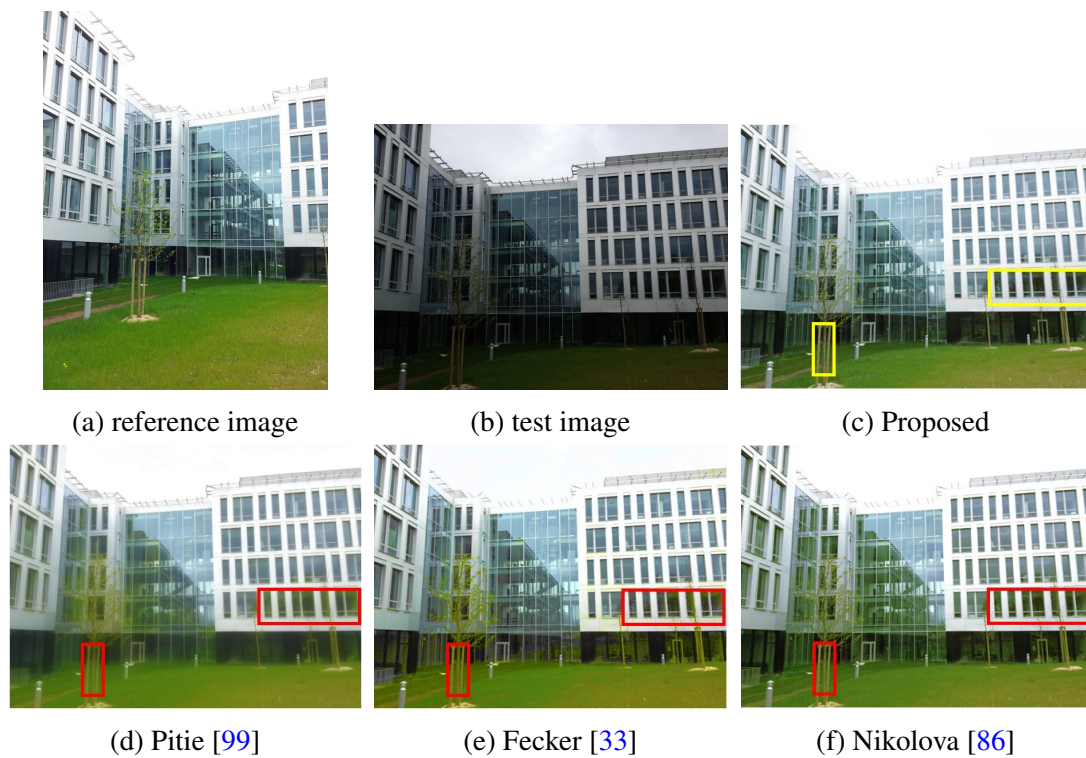 (a) reference image
(b) test image
(c) Proposed
(d) Pitie [99]
(e) Fecker [33]
(f) Nikolova [86]